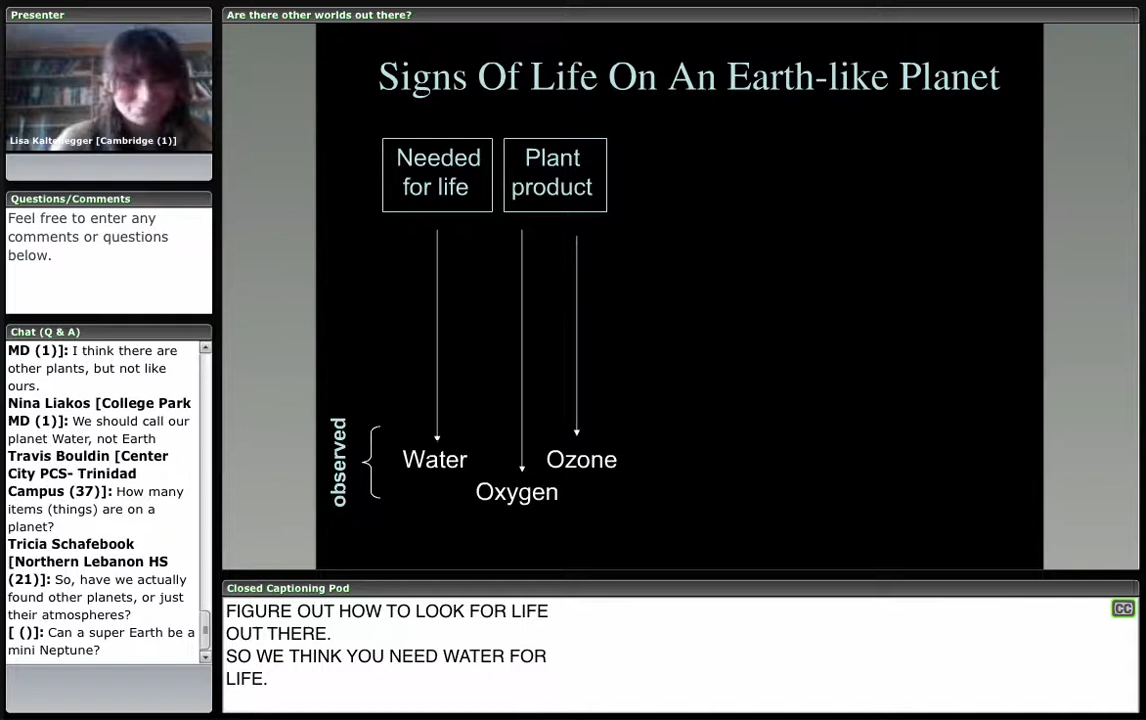 Presenter
Lisa Kaltenegger [Cambridge (1)]
Questions/Comments
Feel free to enter any
comments or questions
below.
Chat (Q & A)
MD (1)]: I think there are
other plants, but not like
ours.
Nina Liakos [College Park
MD (1)]: We should call our
planet Water, not Earth
Travis Bouldin [Center
City PCS- Trinidad
Campus (37)]: How many
items (things) are on a
planet?
Tricia Schafebook
[Northern Lebanon HS
(21)]: So, have we actually
found other planets, or just
their atmospheres?
[ ()]: Can a super Earth be a
mini Neptune?
Are there other worlds out there?
Signs Of Life On An Earth-like Planet
Needed
for life
Plant
product
observed
Water
Ozone
Oxygen
Closed Captioning Pod
FIGURE OUT HOW TO LOOK FOR LIFE
OUT THERE.
SO WE THINK YOU NEED WATER FOR
LIFE.
CC